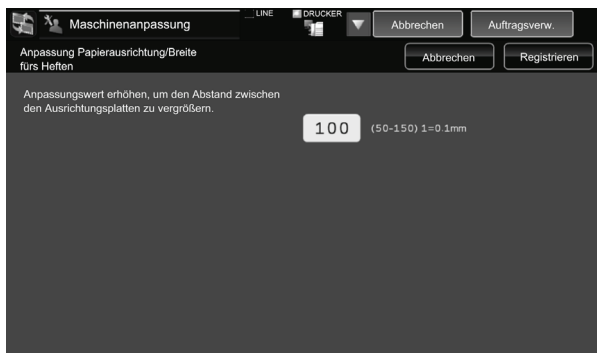 Maschinenanpassung
LINE
DRUCKER
Abbrechen
Auftragsverw.
Anpassung Papierausrichtung/Breite
fürs Heften
Abbrechen
Registrieren
Anpassungswert erhöhen, um den Abstand zwischen
den Ausrichtungsplatten zu vergrößern.
100 (50-150) 1=0.1mm